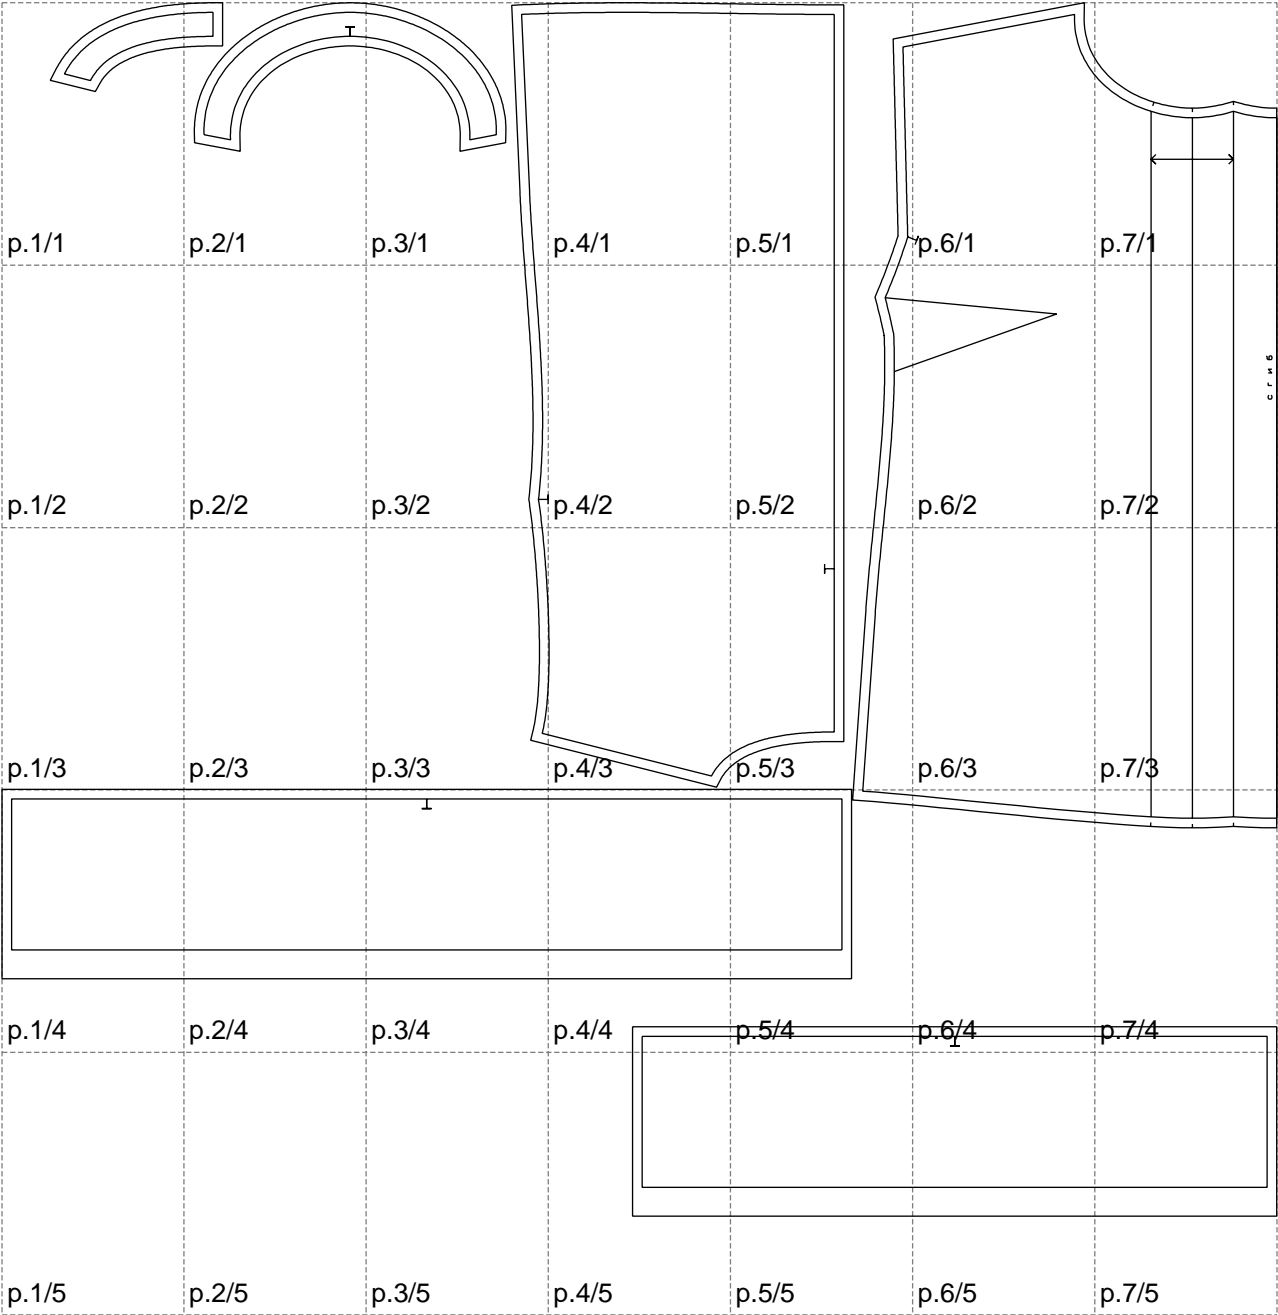 p.1/1 p.2/1 p.3/1 p.4/1 p.5/1 p.6/1 p.7/1
сгиб
p.1/2 p.2/2 p.3/2 p.4/2 p.5/2 p.6/2 p.7/2
p.1/3 p.2/3 p.3/3 p.4/3 p.5/3 p.6/3 p.7/3
p.1/4 p.2/4 p.3/4 p.4/4 p.5/4 p.6/4 p.7/4
p.1/5 p.2/5 p.3/5 p.4/5 p.5/5 p.6/5 p.7/5